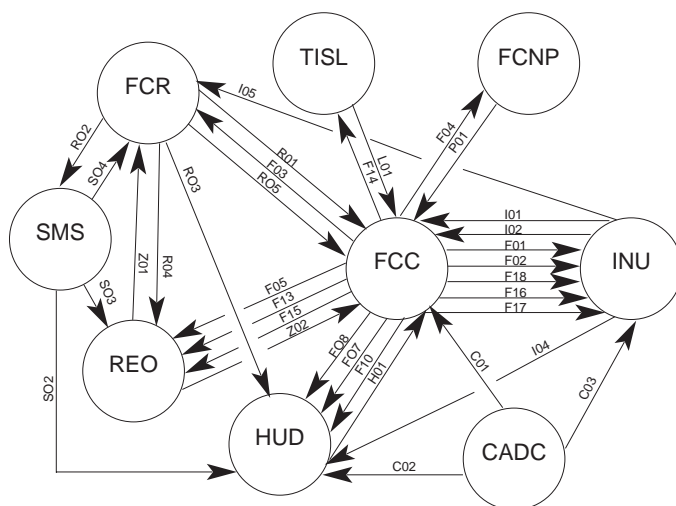 TISL
FCNP
FCR
I05
RO2
SO4
RO3
R01
F03
RO5
L01
F14
F04
P01
SMS
Z01
R04
SO3
FCC
I01
I02
F01
F02
F18
F16
F17
INU
F05
F13
F15
Z02
REO
SO2
FO8
FO7
F10
H01
C01
I04
C03
HUD
CADC
C02